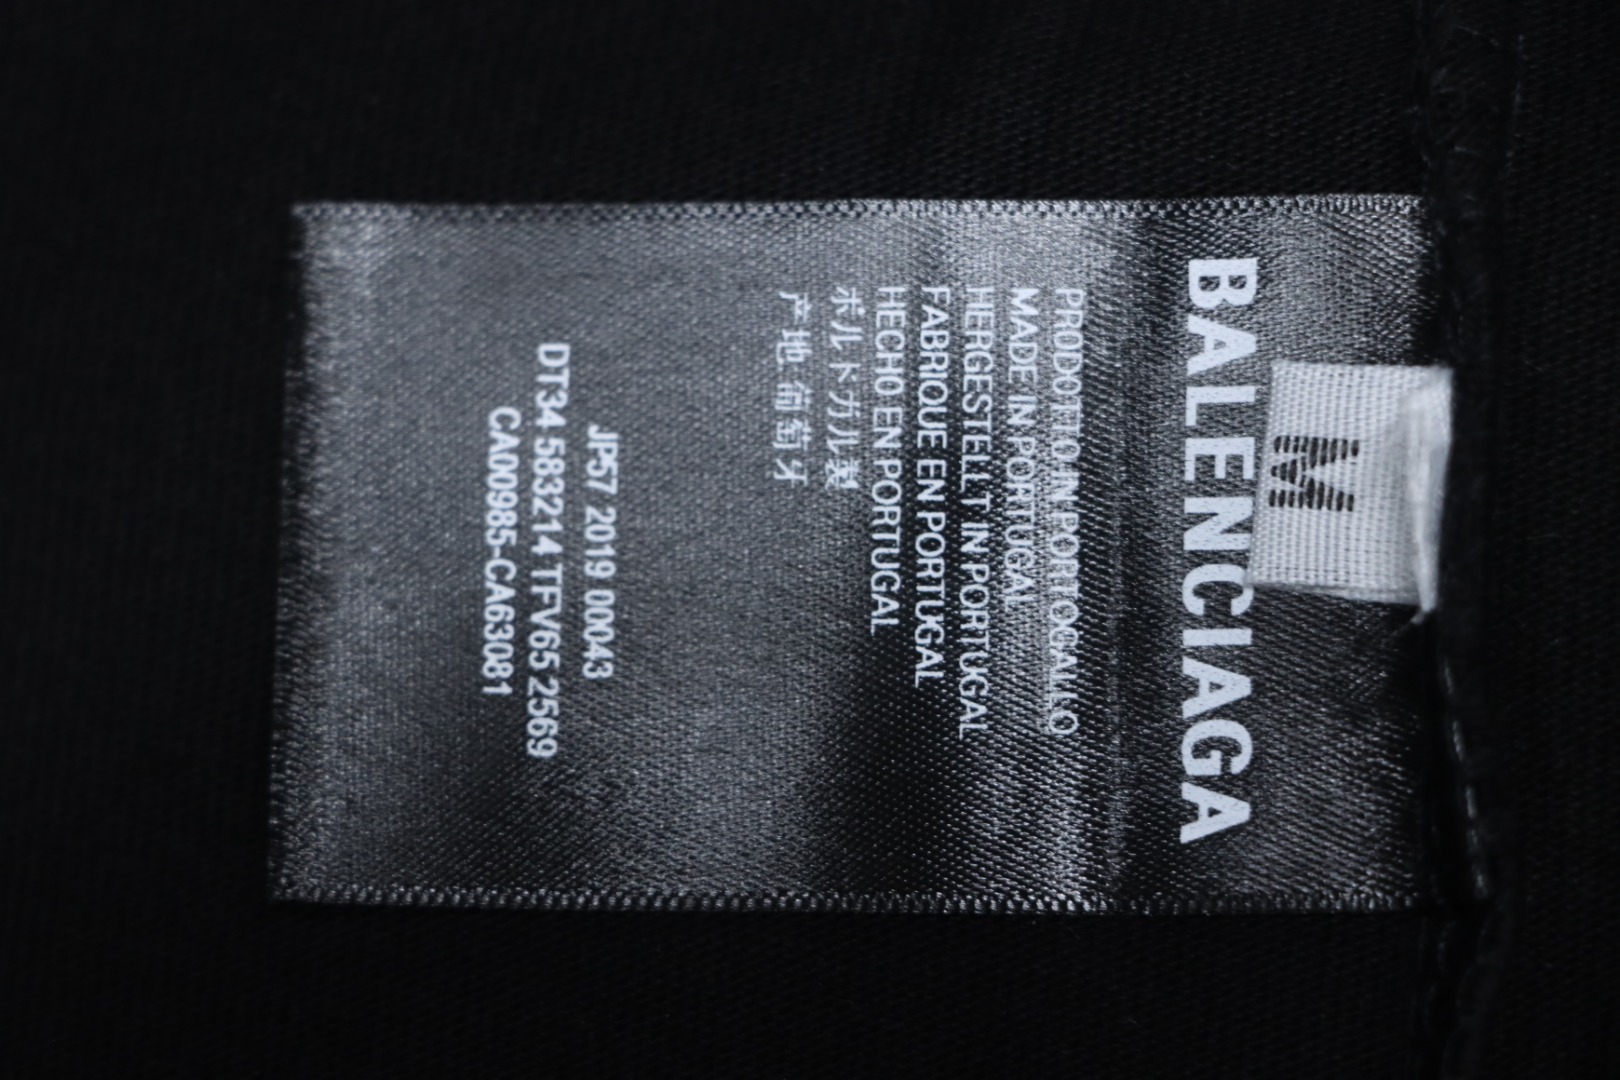 M
BALENCIAGA
PRODOTTO IN PORTOGALLO
MADE IN PORTUGAL
HERGESTELLT IN PORTUGAL
FABRIQUE EN PORTUGAL
HECHO EN PORTUGAL
ポルトガル製
产地 葡萄牙
JP57 2019 00043
DT34 583214 TFV65 2569
CA00985-CA63081